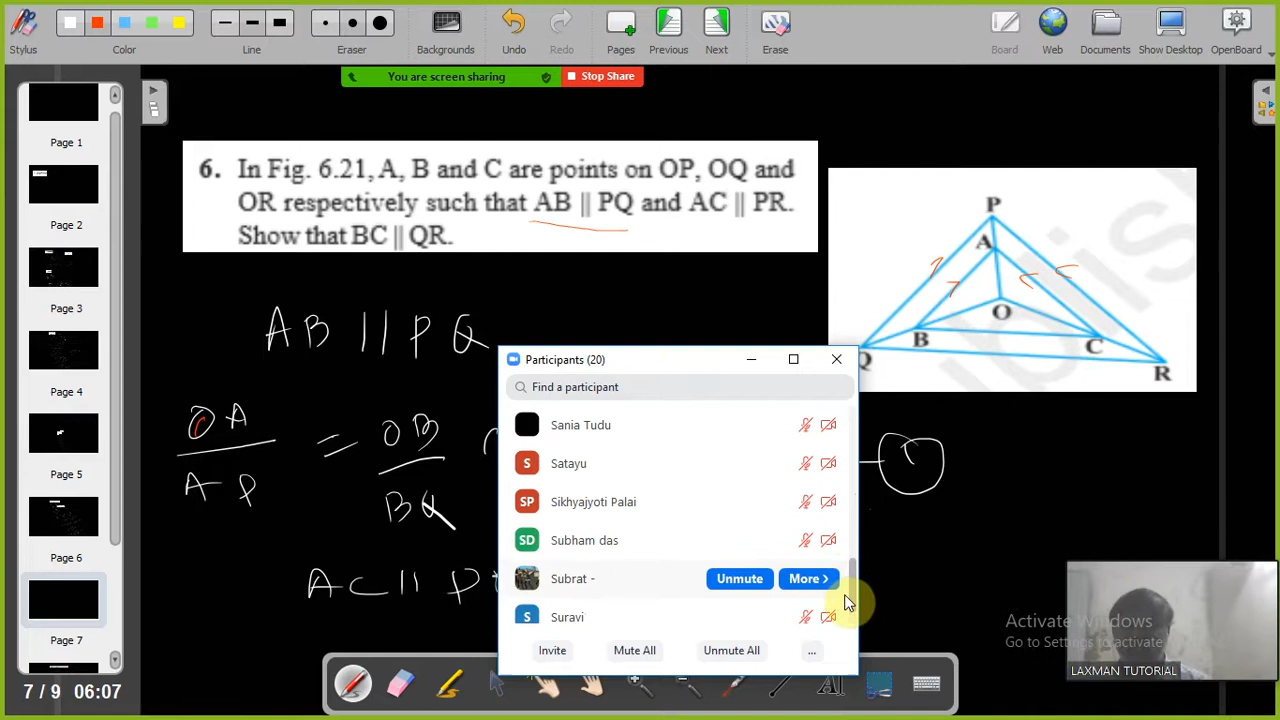 Stylus
Color
Line
Eraser
Backgrounds
Undo
Redo
Pages
Previous
Next
Erase
Board
Web
Documents
Show Desktop
OpenBoard
You are screen sharing
Stop Share
Page 1
Page 2
Page 3
Page 4
Page 5
Page 6
Page 7
6. In Fig. 6.21, A, B and C are points on OP, OQ and
OR respectively such that AB || PQ and AC || PR.
Show that BC || QR.
P
A
O
B
C
Q
R
AB || PQ
OA
AP
=
OB
BQ
AC || P
Participants (20)
Find a participant
Sania Tudu
S Satayu
SP Sikhyajyoti Palai
SD Subham das
Subrat - Unmute More >
S Suravi
Invite Mute All Unmute All ...
Activate Windows
Go to Settings to activate
LAXMAN TUTORIAL
7 / 9 06:07